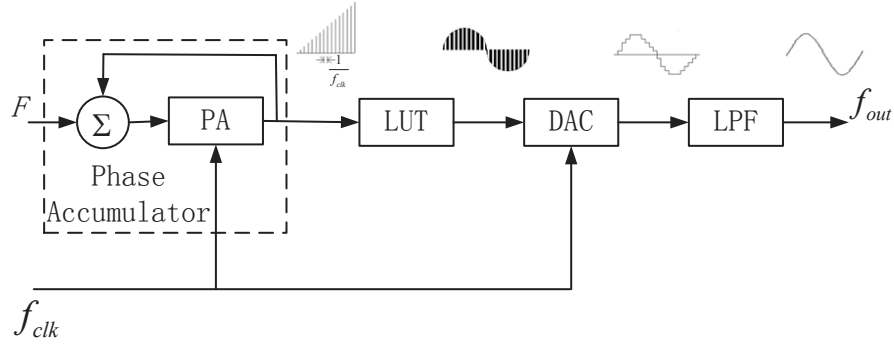 1
f_clk
F
Σ
PA
LUT
DAC
LPF
f_out
Phase
Accumulator
f_clk